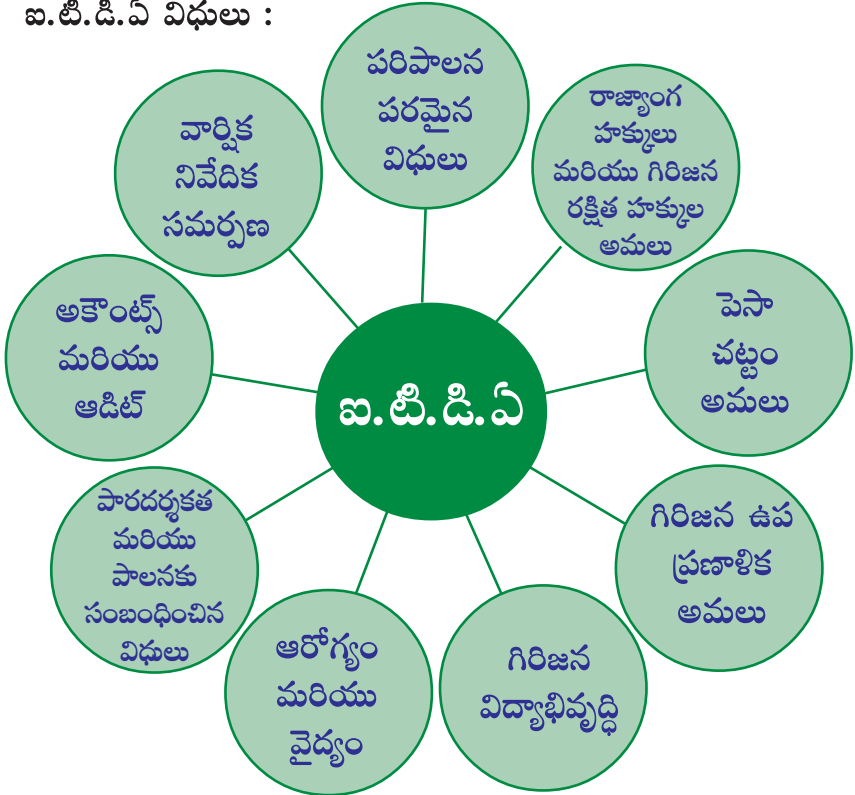 ఐ.టి.డి.ఏ విధులు :
పరిపాలన
పరమైన
విధులు
రాజ్యాంగ
హక్కులు
మరియు గిరిజన
రక్షిత హక్కుల
అమలు
పెసా
చట్టం
అమలు
గిరిజన ఉప
ప్రణాళిక
అమలు
గిరిజన
విద్యాభివృద్ధి
ఆరోగ్యం
మరియు
వైద్యం
పారదర్శకత
మరియు
పాలనకు
సంబంధించిన
విధులు
అకౌంట్స్
మరియు
ఆడిట్
వార్షిక
నివేదిక
సమర్పణ
ఐ.టి.డి.ఏ